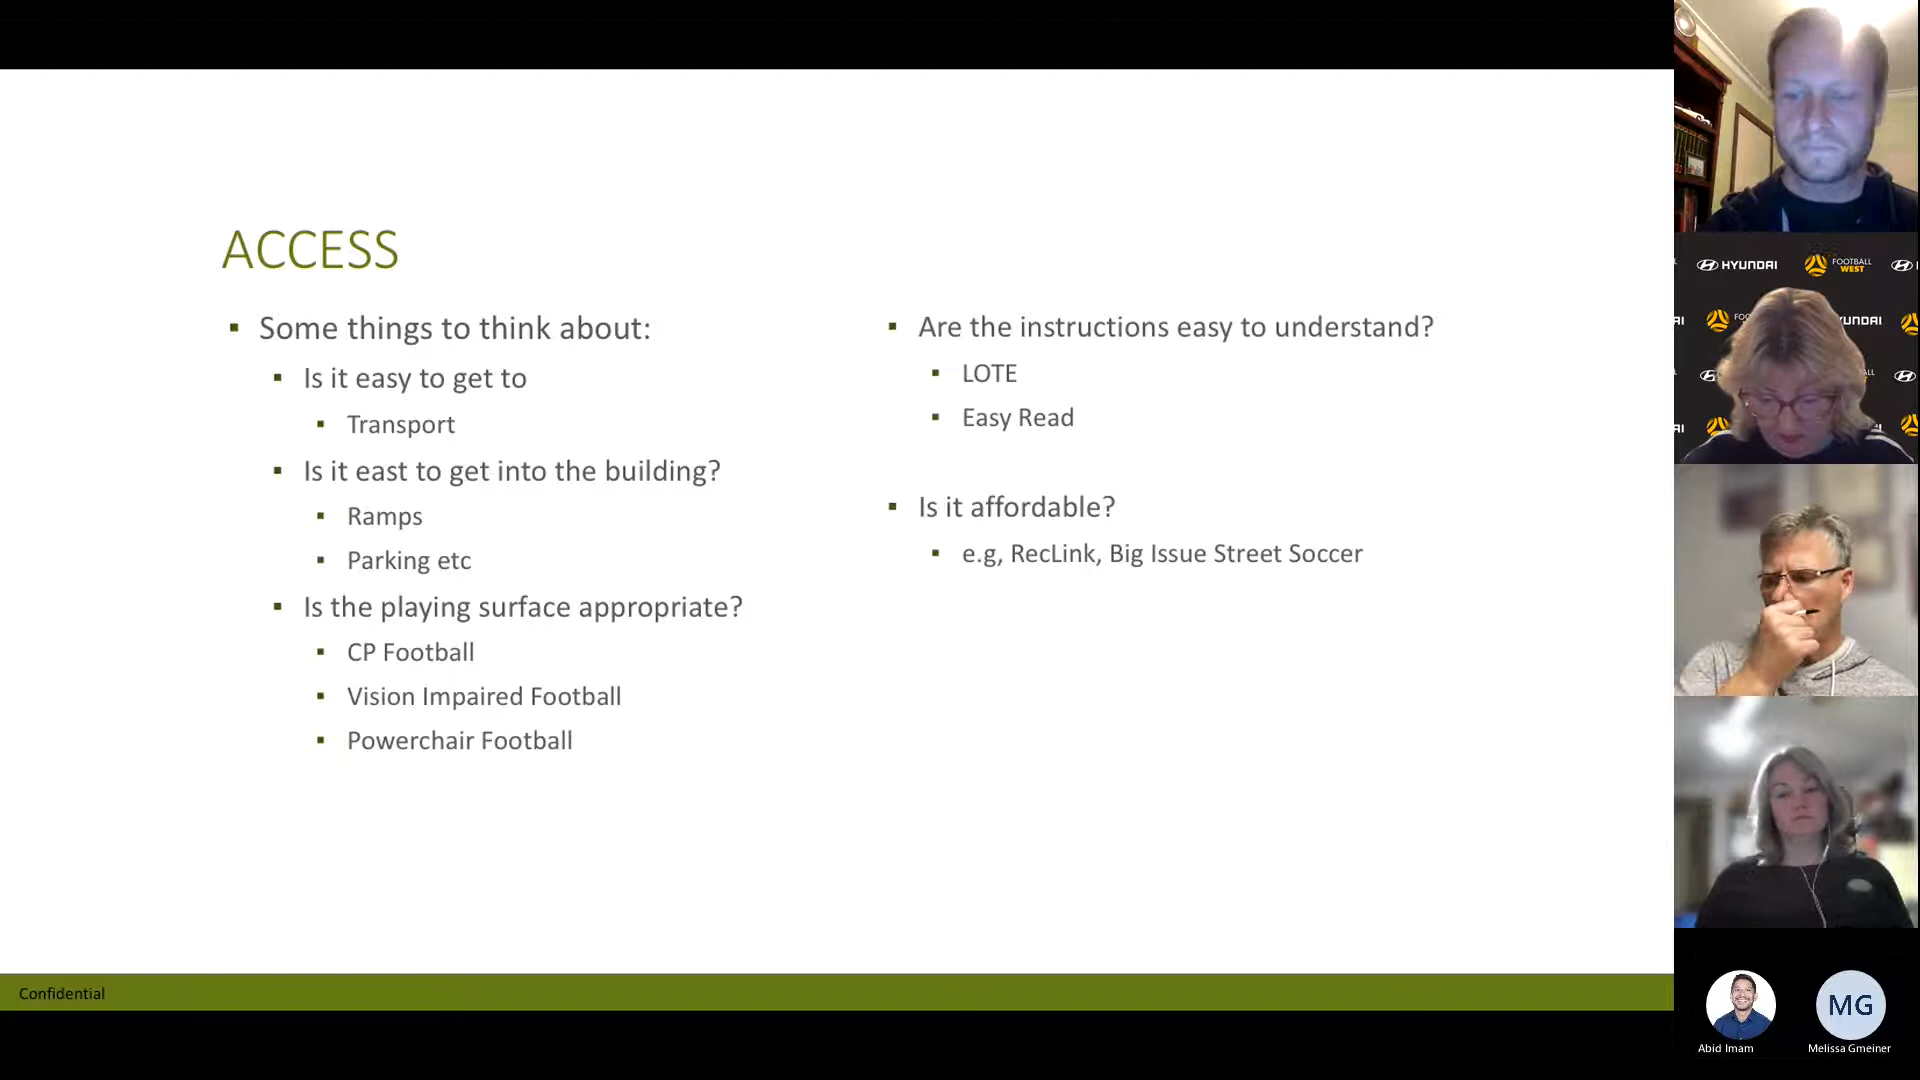 ACCESS
▪ Some things to think about:
▪ Is it easy to get to
▪ Transport
▪ Is it east to get into the building?
▪ Ramps
▪ Parking etc
▪ Is the playing surface appropriate?
▪ CP Football
▪ Vision Impaired Football
▪ Powerchair Football
▪ Are the instructions easy to understand?
▪ LOTE
▪ Easy Read
▪ Is it affordable?
▪ e.g, RecLink, Big Issue Street Soccer
Confidential
HYUNDAI
FOOTBALL
WEST
MG
Abid Imam
Melissa Gmeiner